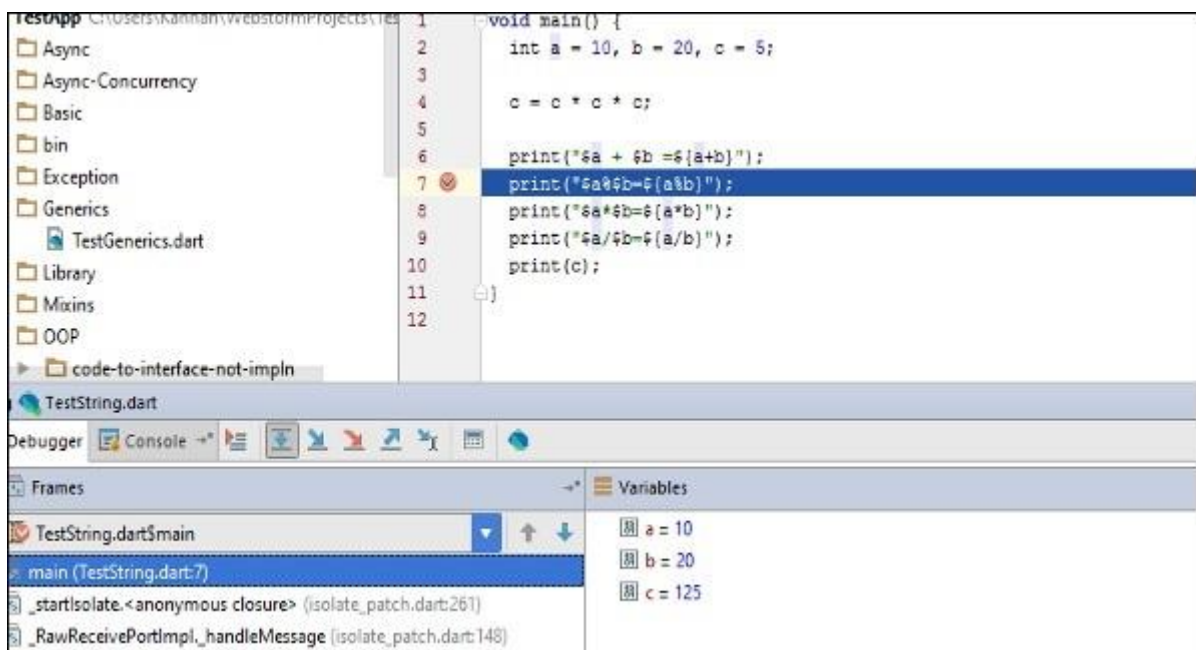 TestApp C:\Users\Kannan\WebstormProjects\Tes
Async
Async-Concurrency
Basic
bin
Exception
Generics
TestGenerics.dart
Library
Mixins
OOP
code-to-interface-not-impln
1 void main() {
2 int a = 10, b = 20, c = 5;
3
4 c = c * c * c;
5
6 print("$a + $b =${a+b}");
7 print("$a%$b=${a%b}");
8 print("$a*$b=${a*b}");
9 print("$a/$b=${a/b}");
10 print(c);
11 }
12
TestString.dart
Debugger Console
Frames
TestString.dart$main
main (TestString.dart:7)
_startIsolate.<anonymous closure> (isolate_patch.dart:261)
_RawReceivePortImpl._handleMessage (isolate_patch.dart:148)
Variables
a = 10
b = 20
c = 125